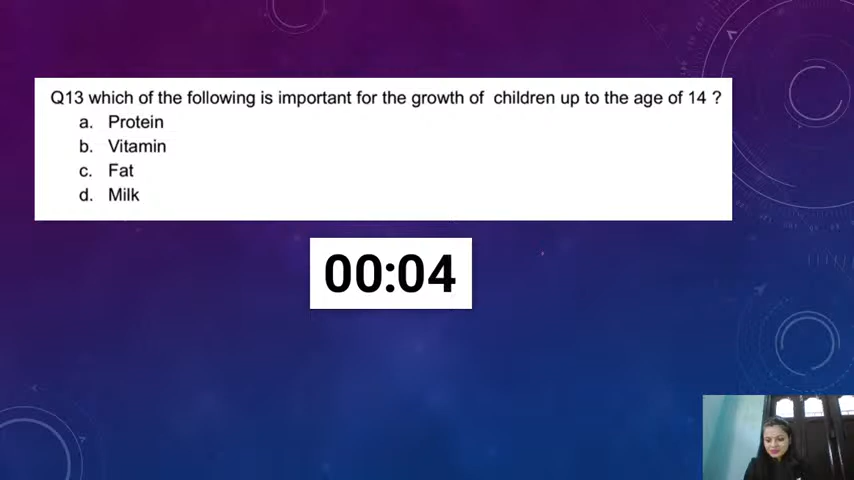 Q13 which of the following is important for the growth of children up to the age of 14 ?
a. Protein
b. Vitamin
c. Fat
d. Milk
00:04